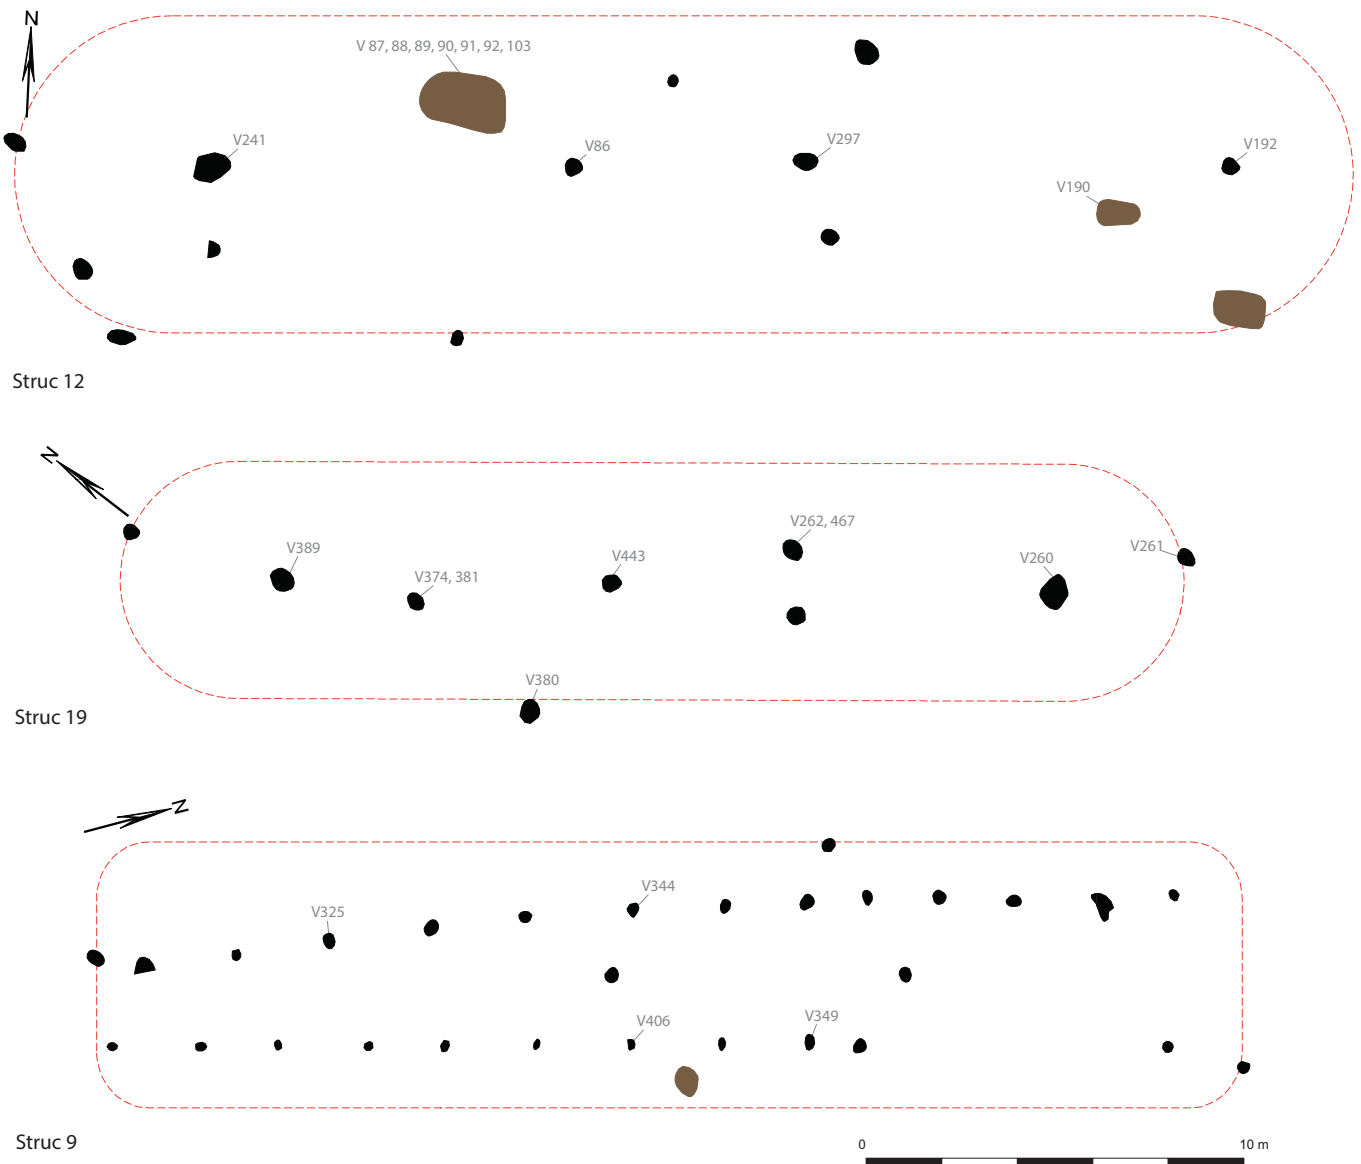 N
V 87, 88, 89, 90, 91, 92, 103
V241
V86
V297
V192
V190
Struc 12
N
V389
V374, 381
V443
V262, 467
V260
V261
V380
Struc 19
N
V325
V344
V406
V349
Struc 9
0
10 m